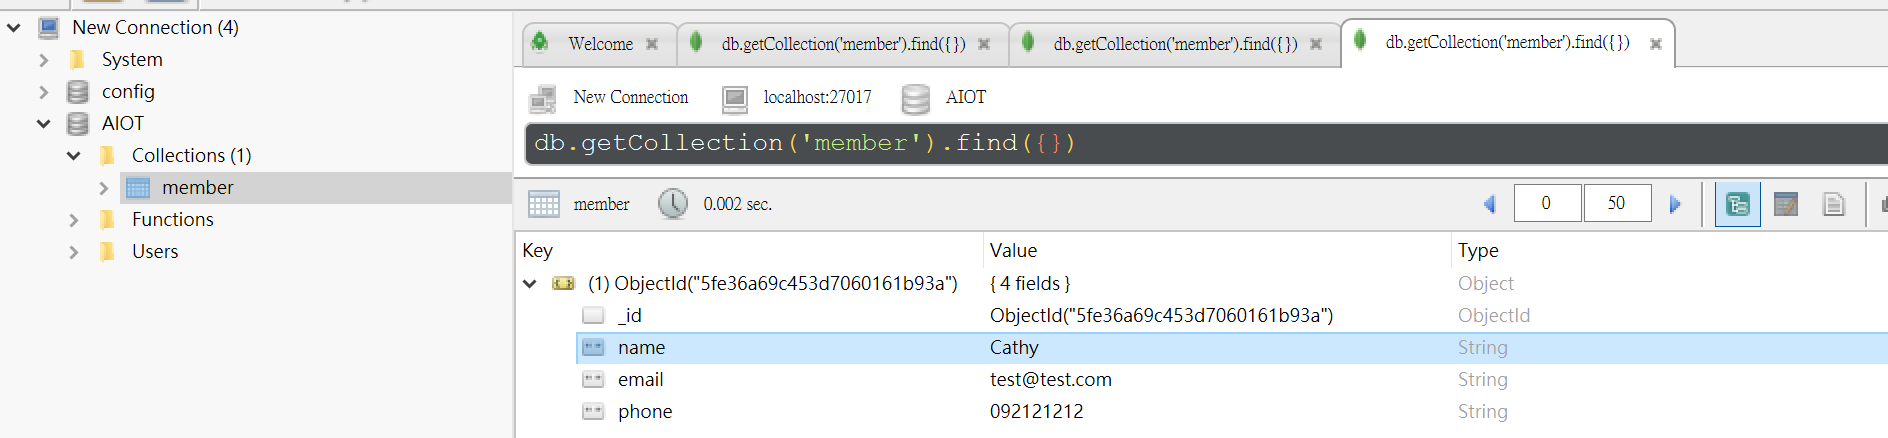 New Connection (4)
System
config
AIOT
Collections (1)
member
Functions
Users
Welcome
db.getCollection('member').find({})
db.getCollection('member').find({})
db.getCollection('member').find({})
New Connection localhost:27017 AIOT
db.getCollection('member').find({})
member 0.002 sec. 0 50
Key Value Type
(1) ObjectId("5fe36a69c453d7060161b93a") { 4 fields } Object
_id ObjectId("5fe36a69c453d7060161b93a") ObjectId
name Cathy String
email test@test.com String
phone 092121212 String